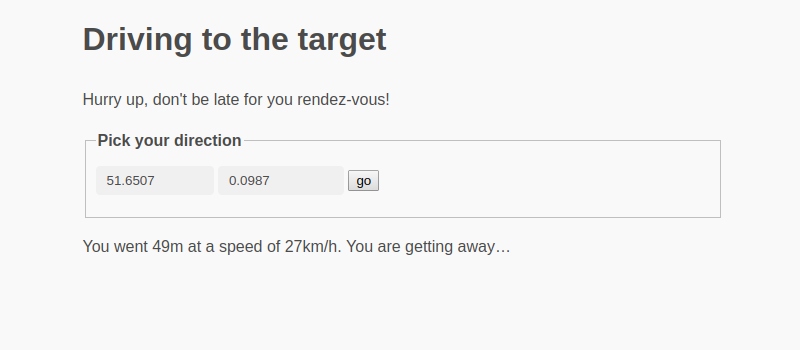 Driving to the target
Hurry up, don't be late for you rendez-vous!
Pick your direction
51.6507 0.0987 go
You went 49m at a speed of 27km/h. You are getting away…